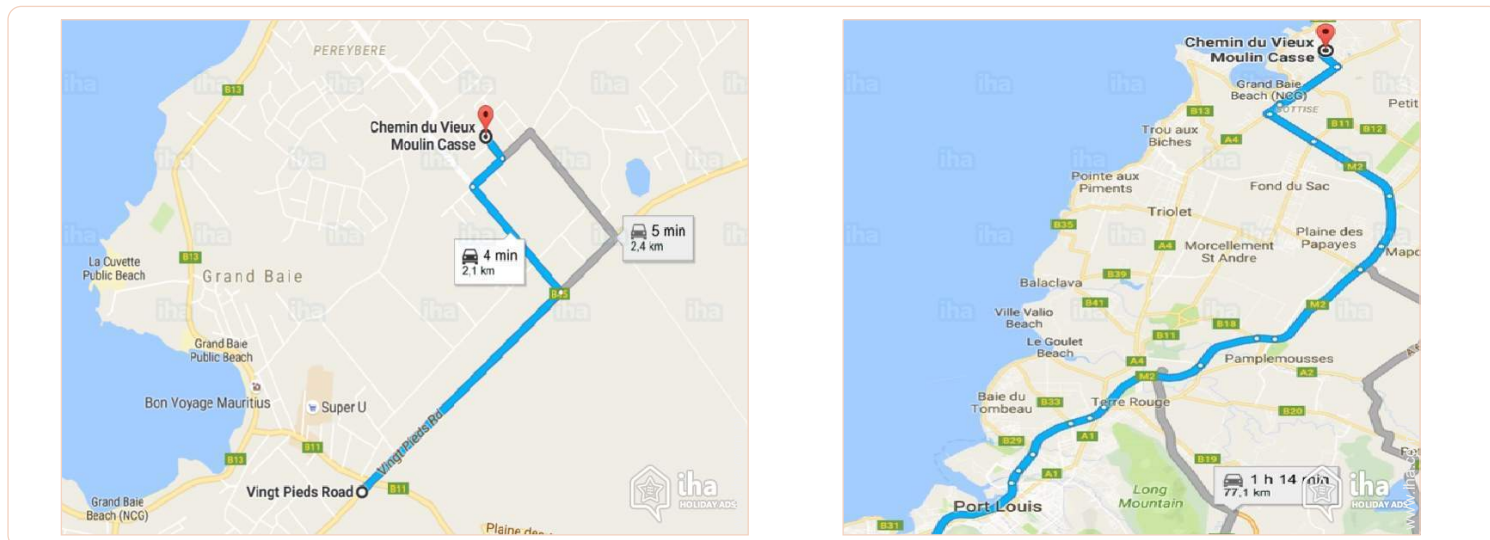 PEREYBERE
B13
Chemin du Vieux
Moulin Casse
5 min
2,4 km
4 min
2,1 km
B13
La Cuvette
Public Beach
Grand Baie
B45
Grand Baie
Public Beach
Bon Voyage Mauritius
Super U
Vingt Pieds Rd
B11
B13
Vingt Pieds Road
B11
Grand Baie
Beach (NCG)
Plaine des
iha
HOLIDAY ADS
Chemin du Vieux
Moulin Casse
Grand Baie
Beach (NCG)
Petit
B13
B11
B12
Trou aux
Biches
A4
M2
Pointe aux
Piments
Fond du Sac
Triolet
B35
Plaine des
Papayes
A4
Morcellement
St Andre
Mapo
B39
Balaclava
B41
M2
Ville Valio
Beach
B18
B11
Le Goulet
Beach
A4
Pamplemousses
M2
A2
Baie du
Tombeau
B33
Terre Rouge
B20
B29
A1
B19
A1
1 h 14 min
77,1 km
Long
Mountain
Port Louis
B31
iha
HOLIDAY ADS